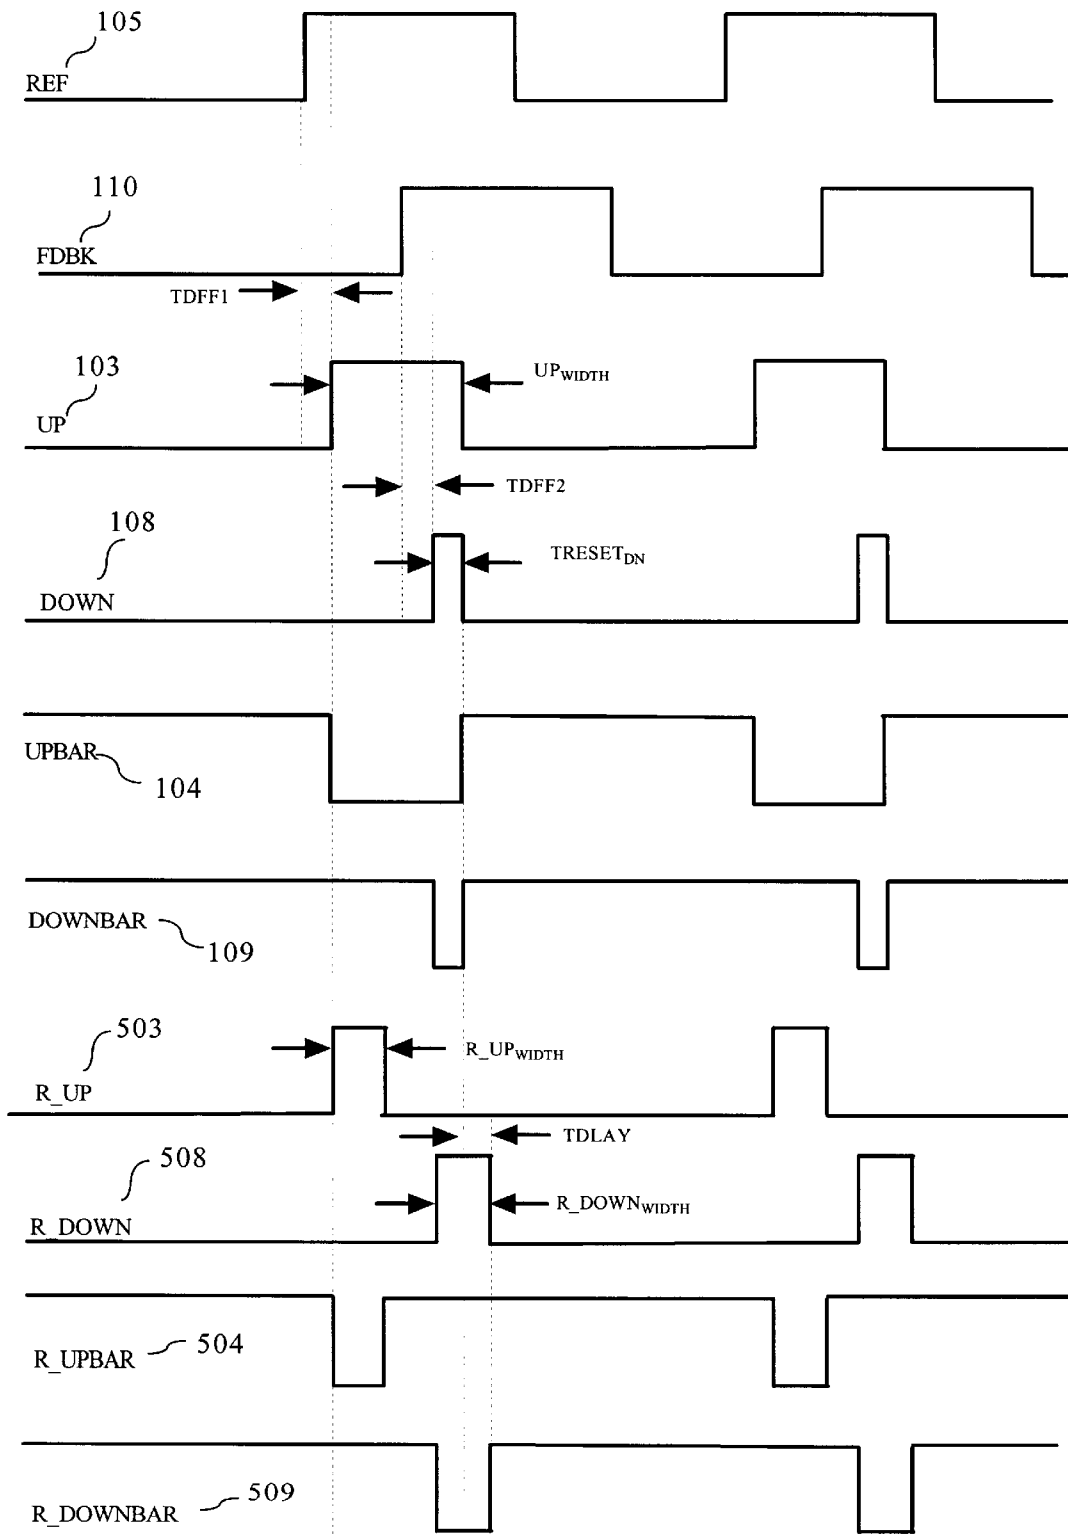 105
REF
110
FDBK
TDFF1
103
UP
UPWIDTH
TDFF2
108
DOWN
TRESETDN
UPBAR
104
DOWNBAR
109
503
R_UP
R_UPWIDTH
TDLAY
508
R_DOWN
R_DOWNWIDTH
R_UPBAR
504
R_DOWNBAR
509